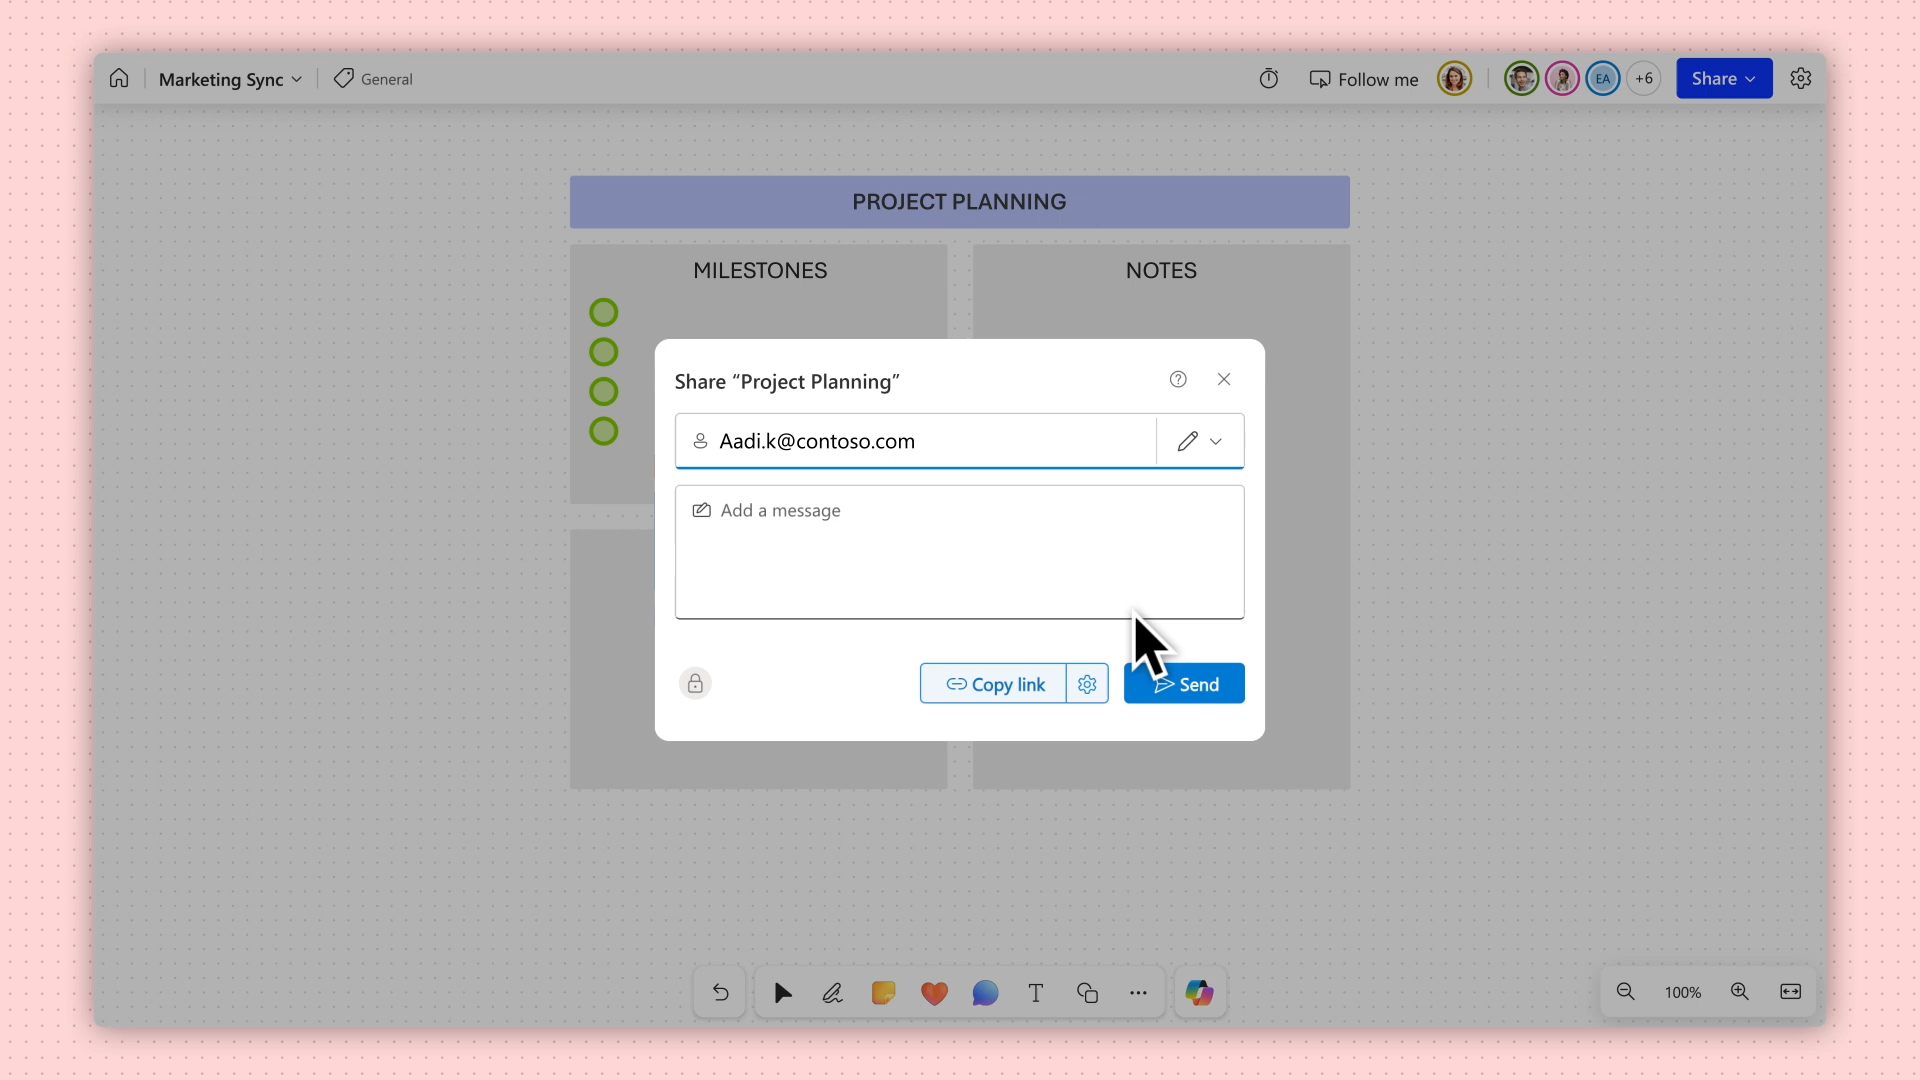 Marketing Sync
General
Follow me
EA
+6
Share
PROJECT PLANNING
MILESTONES
NOTES
Share “Project Planning”
Aadi.k@contoso.com
Add a message
Copy link
Send
T
100%